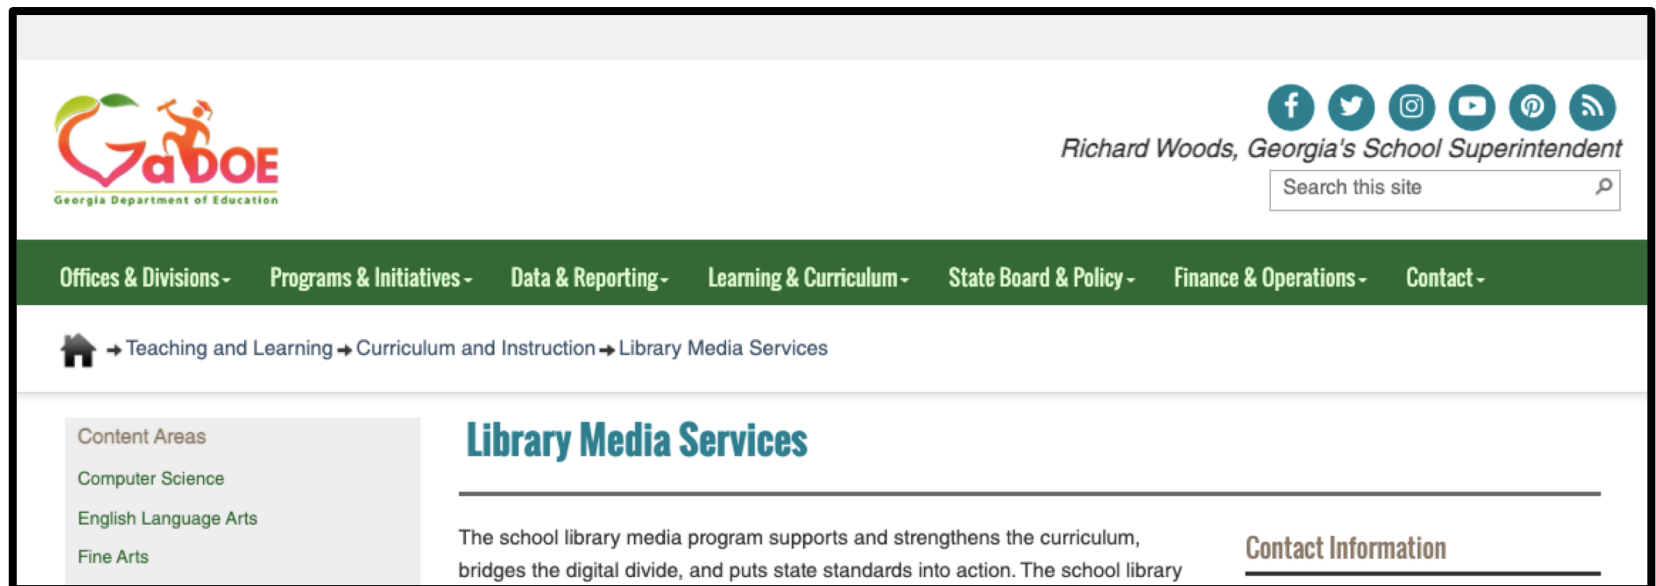 GaDOE
Georgia Department of Education
Richard Woods, Georgia's School Superintendent
Search this site
Offices & Divisions Programs & Initiatives Data & Reporting Learning & Curriculum State Board & Policy Finance & Operations Contact
Teaching and Learning Curriculum and Instruction Library Media Services
Content Areas
Computer Science
English Language Arts
Fine Arts
Library Media Services
The school library media program supports and strengthens the curriculum,
bridges the digital divide, and puts state standards into action. The school library
Contact Information